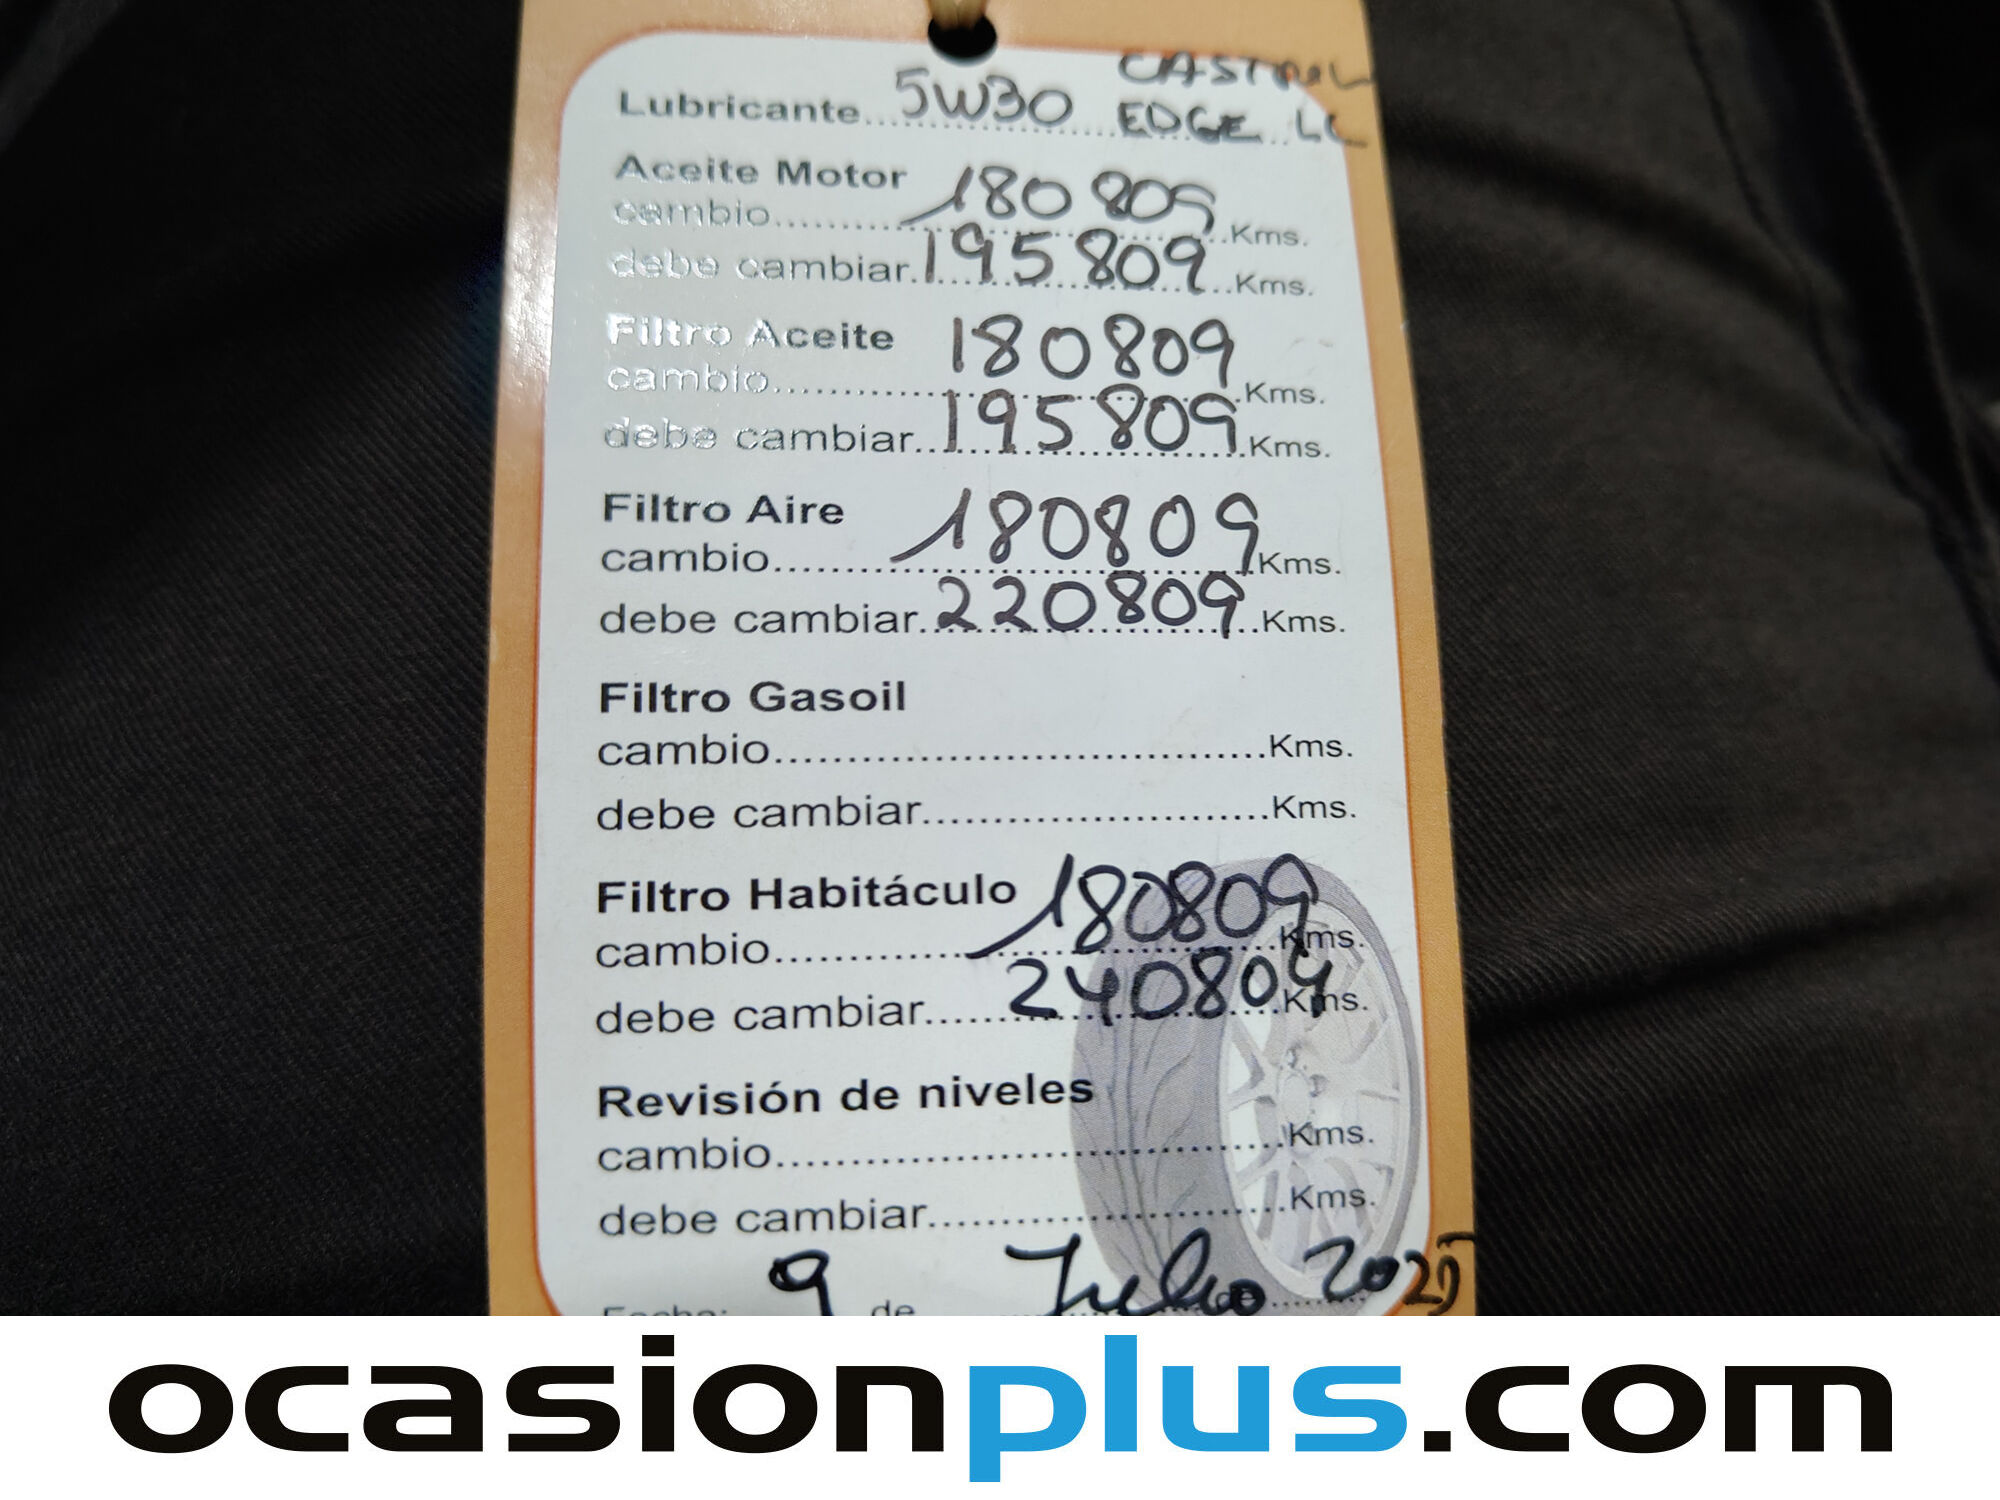 CASTROL
Lubricante.....5W30 EDGE LL
Aceite Motor
cambio.......180809 Kms.
debe cambiar.195809 Kms.
Filtro Aceite
cambio.......180809 Kms.
debe cambiar..195809 Kms.
Filtro Aire
cambio.......180809 Kms.
debe cambiar.220809 Kms.
Filtro Gasoil
cambio..................................Kms.
debe cambiar........................Kms.
Filtro Habitáculo
cambio.......180809 Kms.
debe cambiar......240809 Kms.
Revisión de niveles
cambio..................................Kms.
debe cambiar........................Kms.
Fecha: 9 de Julio de 2025
ocasionplus.com